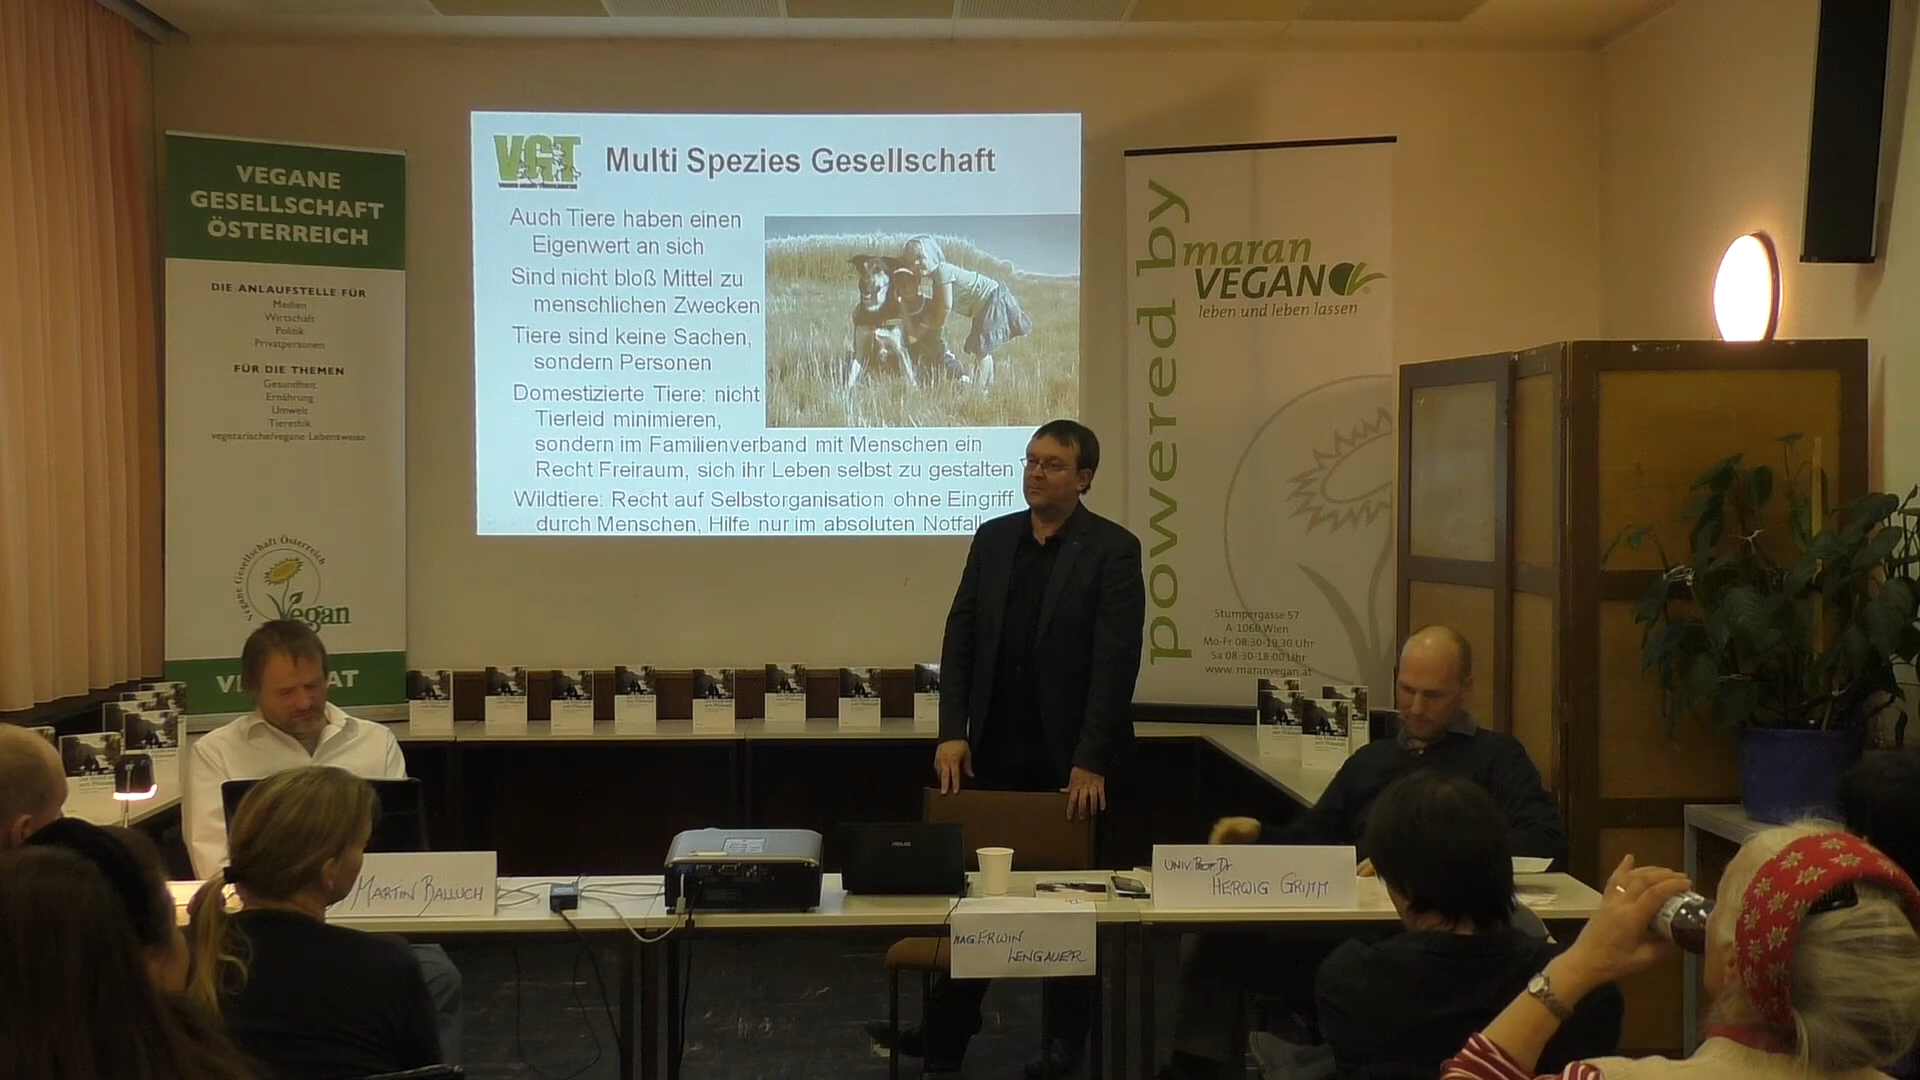 VEGANE
GESELLSCHAFT
ÖSTERREICH
DIE ANLAUFSTELLE FÜR
Medien
Wirtschaft
Politik
Privatpersonen
FÜR DIE THEMEN
Gesundheit
Ernährung
Umwelt
Tierethik
vegetarische/vegane Lebensweise
Vegane Gesellschaft Österreich
Vegan
VGT
Multi Spezies Gesellschaft
Auch Tiere haben einen
Eigenwert an sich
Sind nicht bloß Mittel zu
menschlichen Zwecken
Tiere sind keine Sachen,
sondern Personen
Domestizierte Tiere: nicht
Tierleid minimieren,
sondern im Familienverband mit Menschen ein
Recht Freiraum, sich ihr Leben selbst zu gestalten
Wildtiere: Recht auf Selbstorganisation ohne Eingriff
durch Menschen, Hilfe nur im absoluten Notfall
powered by
maran
VEGAN
leben und leben lassen
Stumpergasse 57
A-1060 Wien
Mo-Fr 08:30-19.30 Uhr
Sa 08:30-18:00 Uhr
www.maranvegan.at
MARTIN BALLUCH
ASUS
UNIV. PROF. DR
HERWIG GRIMM
MAG ERWIN
LENGAUER